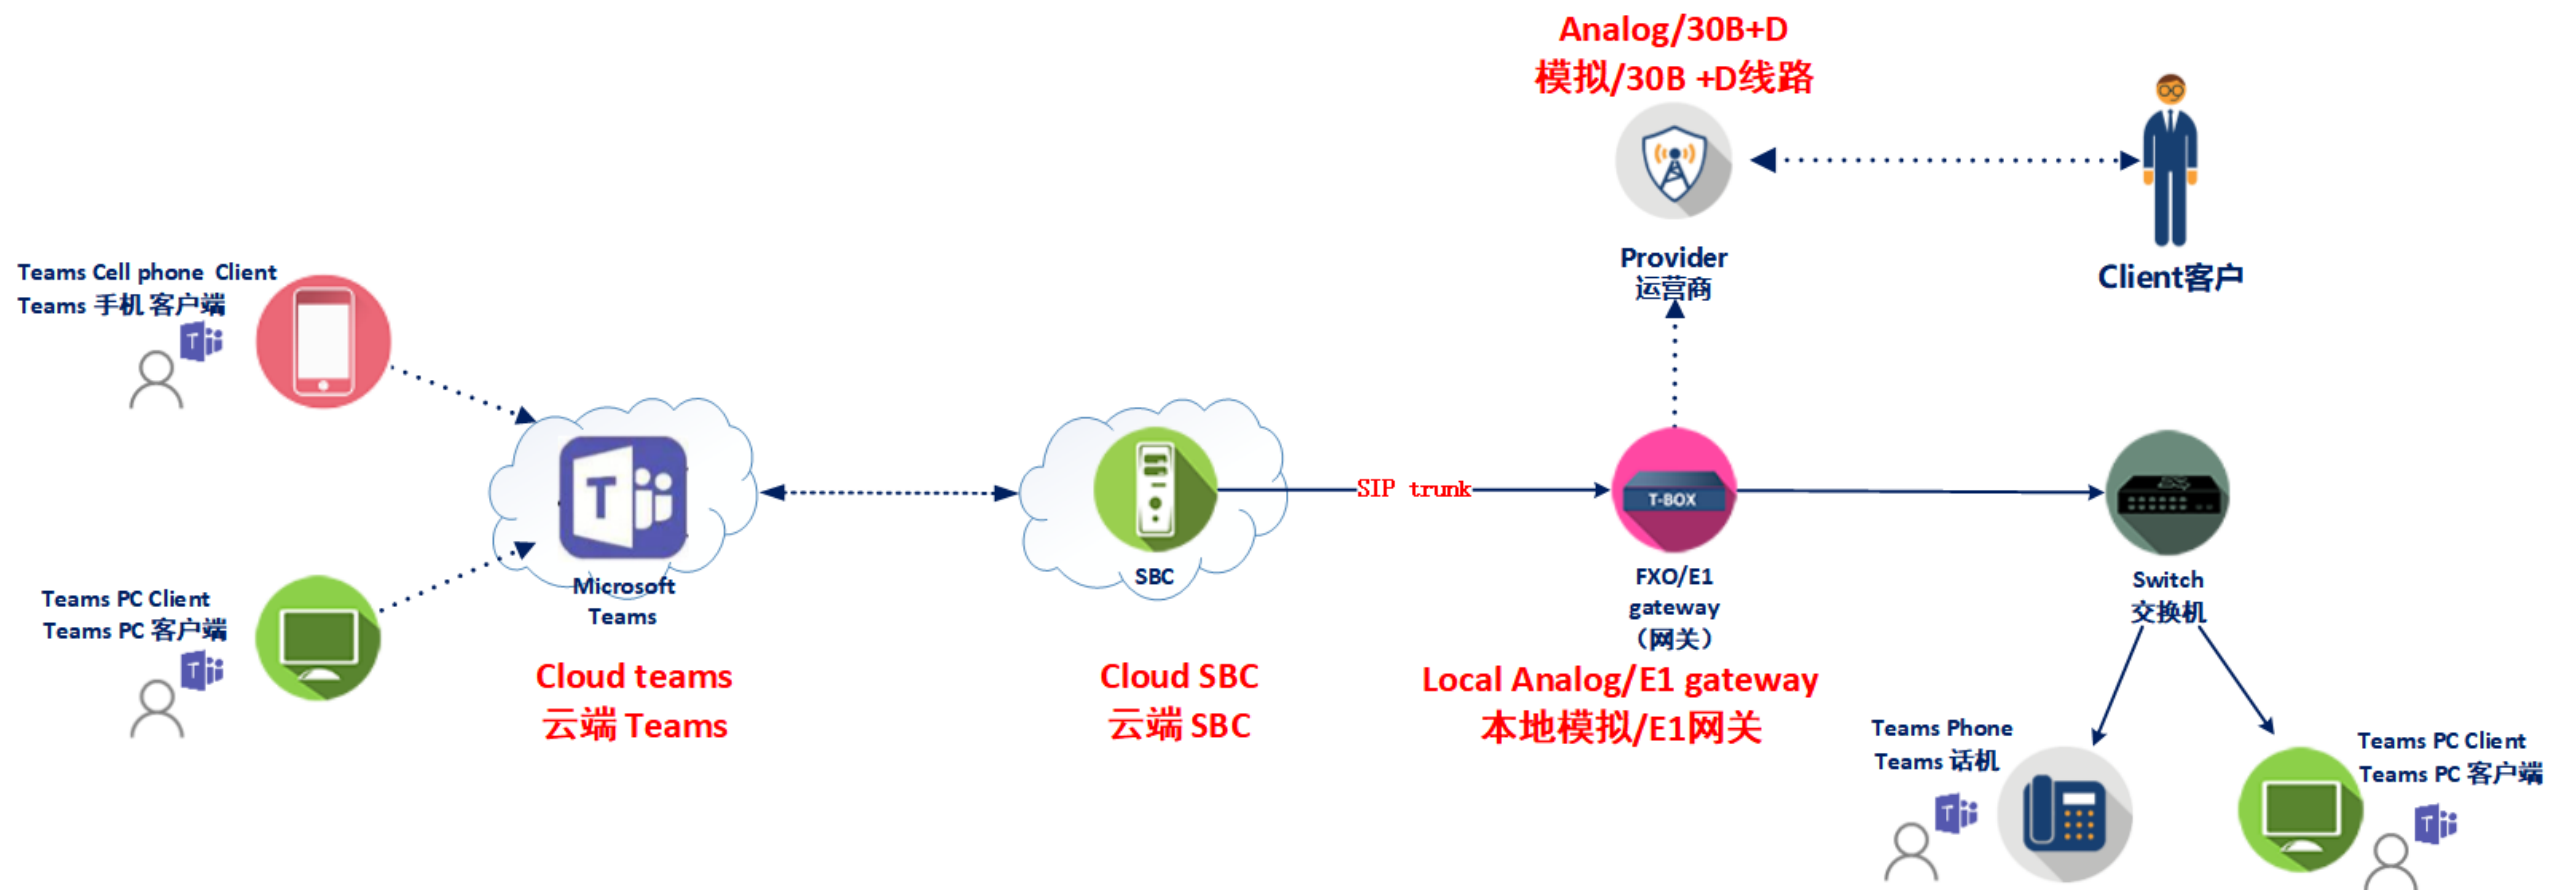 Analog/30B+D
模拟/30B +D线路
Provider
运营商
Client客户
Teams Cell phone Client
Teams 手机 客户端
T
Teams PC Client
Teams PC 客户端
T
T
Microsoft
Teams
Cloud teams
云端 Teams
SBC
Cloud SBC
云端 SBC
SIP trunk
T-BOX
FXO/E1
gateway
（网关）
Local Analog/E1 gateway
本地模拟/E1网关
Switch
交换机
Teams Phone
Teams 话机
T
Teams PC Client
Teams PC 客户端
T